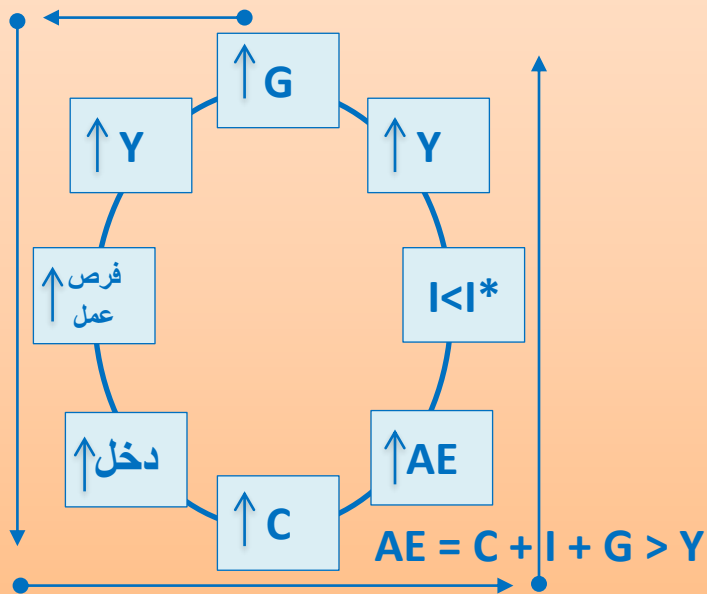 ↑ G
↑ Y
↑ Y
فرص
عمل ↑
I<I*
دخل ↑
↑ AE
↑ C
AE = C + I + G > Y